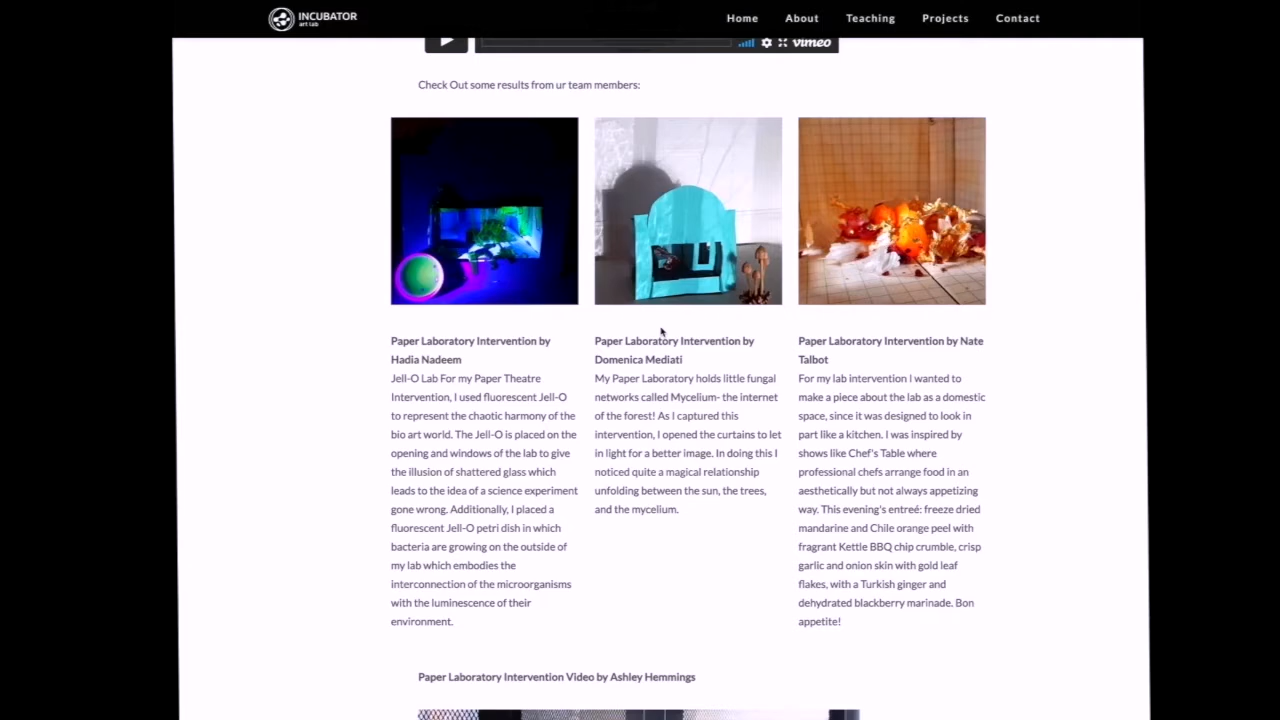 INCUBATOR
art lab
Home About Teaching Projects Contact
vimeo
Check Out some results from ur team members:
Paper Laboratory Intervention by
Hadia Nadeem
Jell-O Lab For my Paper Theatre
Intervention, I used fluorescent Jell-O
to represent the chaotic harmony of the
bio art world. The Jell-O is placed on the
opening and windows of the lab to give
the illusion of shattered glass which
leads to the idea of a science experiment
gone wrong. Additionally, I placed a
fluorescent Jell-O petri dish in which
bacteria are growing on the outside of
my lab which embodies the
interconnection of the microorganisms
with the luminescence of their
environment.
Paper Laboratory Intervention by
Domenica Mediati
My Paper Laboratory holds little fungal
networks called Mycelium- the internet
of the forest! As I captured this
intervention, I opened the curtains to let
in light for a better image. In doing this I
noticed quite a magical relationship
unfolding between the sun, the trees,
and the mycelium.
Paper Laboratory Intervention by Nate
Talbot
For my lab intervention I wanted to
make a piece about the lab as a domestic
space, since it was designed to look in
part like a kitchen. I was inspired by
shows like Chef's Table where
professional chefs arrange food in an
aesthetically but not always appetizing
way. This evening's entreé: freeze dried
mandarine and Chile orange peel with
fragrant Kettle BBQ chip crumble, crisp
garlic and onion skin with gold leaf
flakes, with a Turkish ginger and
dehydrated blackberry marinade. Bon
appetite!
Paper Laboratory Intervention Video by Ashley Hemmings